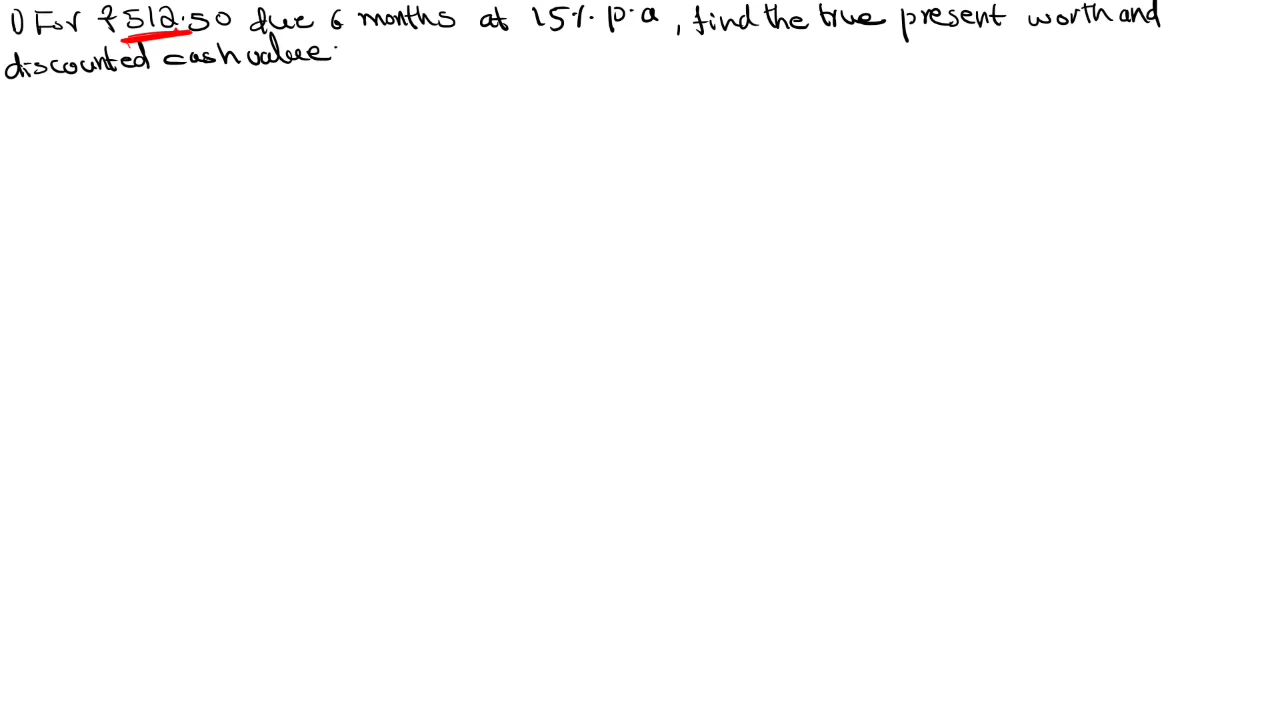 1) For ₹512.50 due 6 months at 15% p.a, find the true present worth and
discounted cash value.